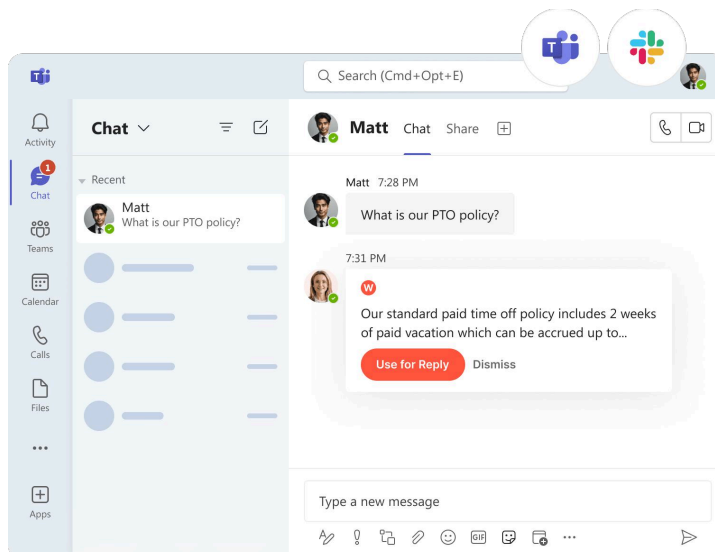 T
Search (Cmd+Opt+E)
T
Activity
1
Chat
Teams
Calendar
Calls
Files
Apps
Chat
Recent
Matt
What is our PTO policy?
Matt Chat Share
Matt 7:28 PM
What is our PTO policy?
7:31 PM
W
Our standard paid time off policy includes 2 weeks
of paid vacation which can be accrued up to...
Use for Reply Dismiss
Type a new message
GIF